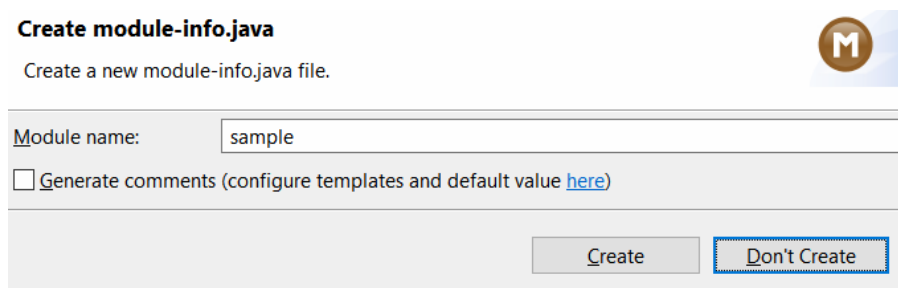 Create module-info.java
M
Create a new module-info.java file.
Module name: sample
Generate comments (configure templates and default value here)
Create Don't Create